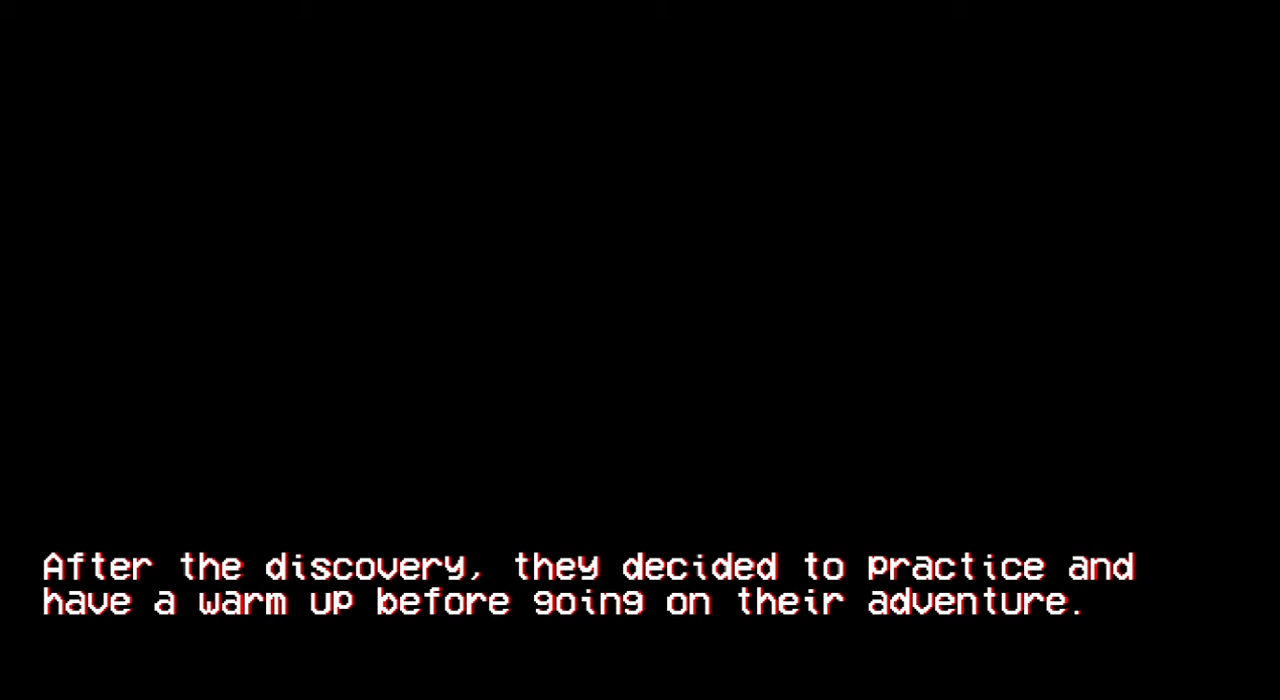 After the discovery, they decided to practice and
have a warm up before going on their adventure.